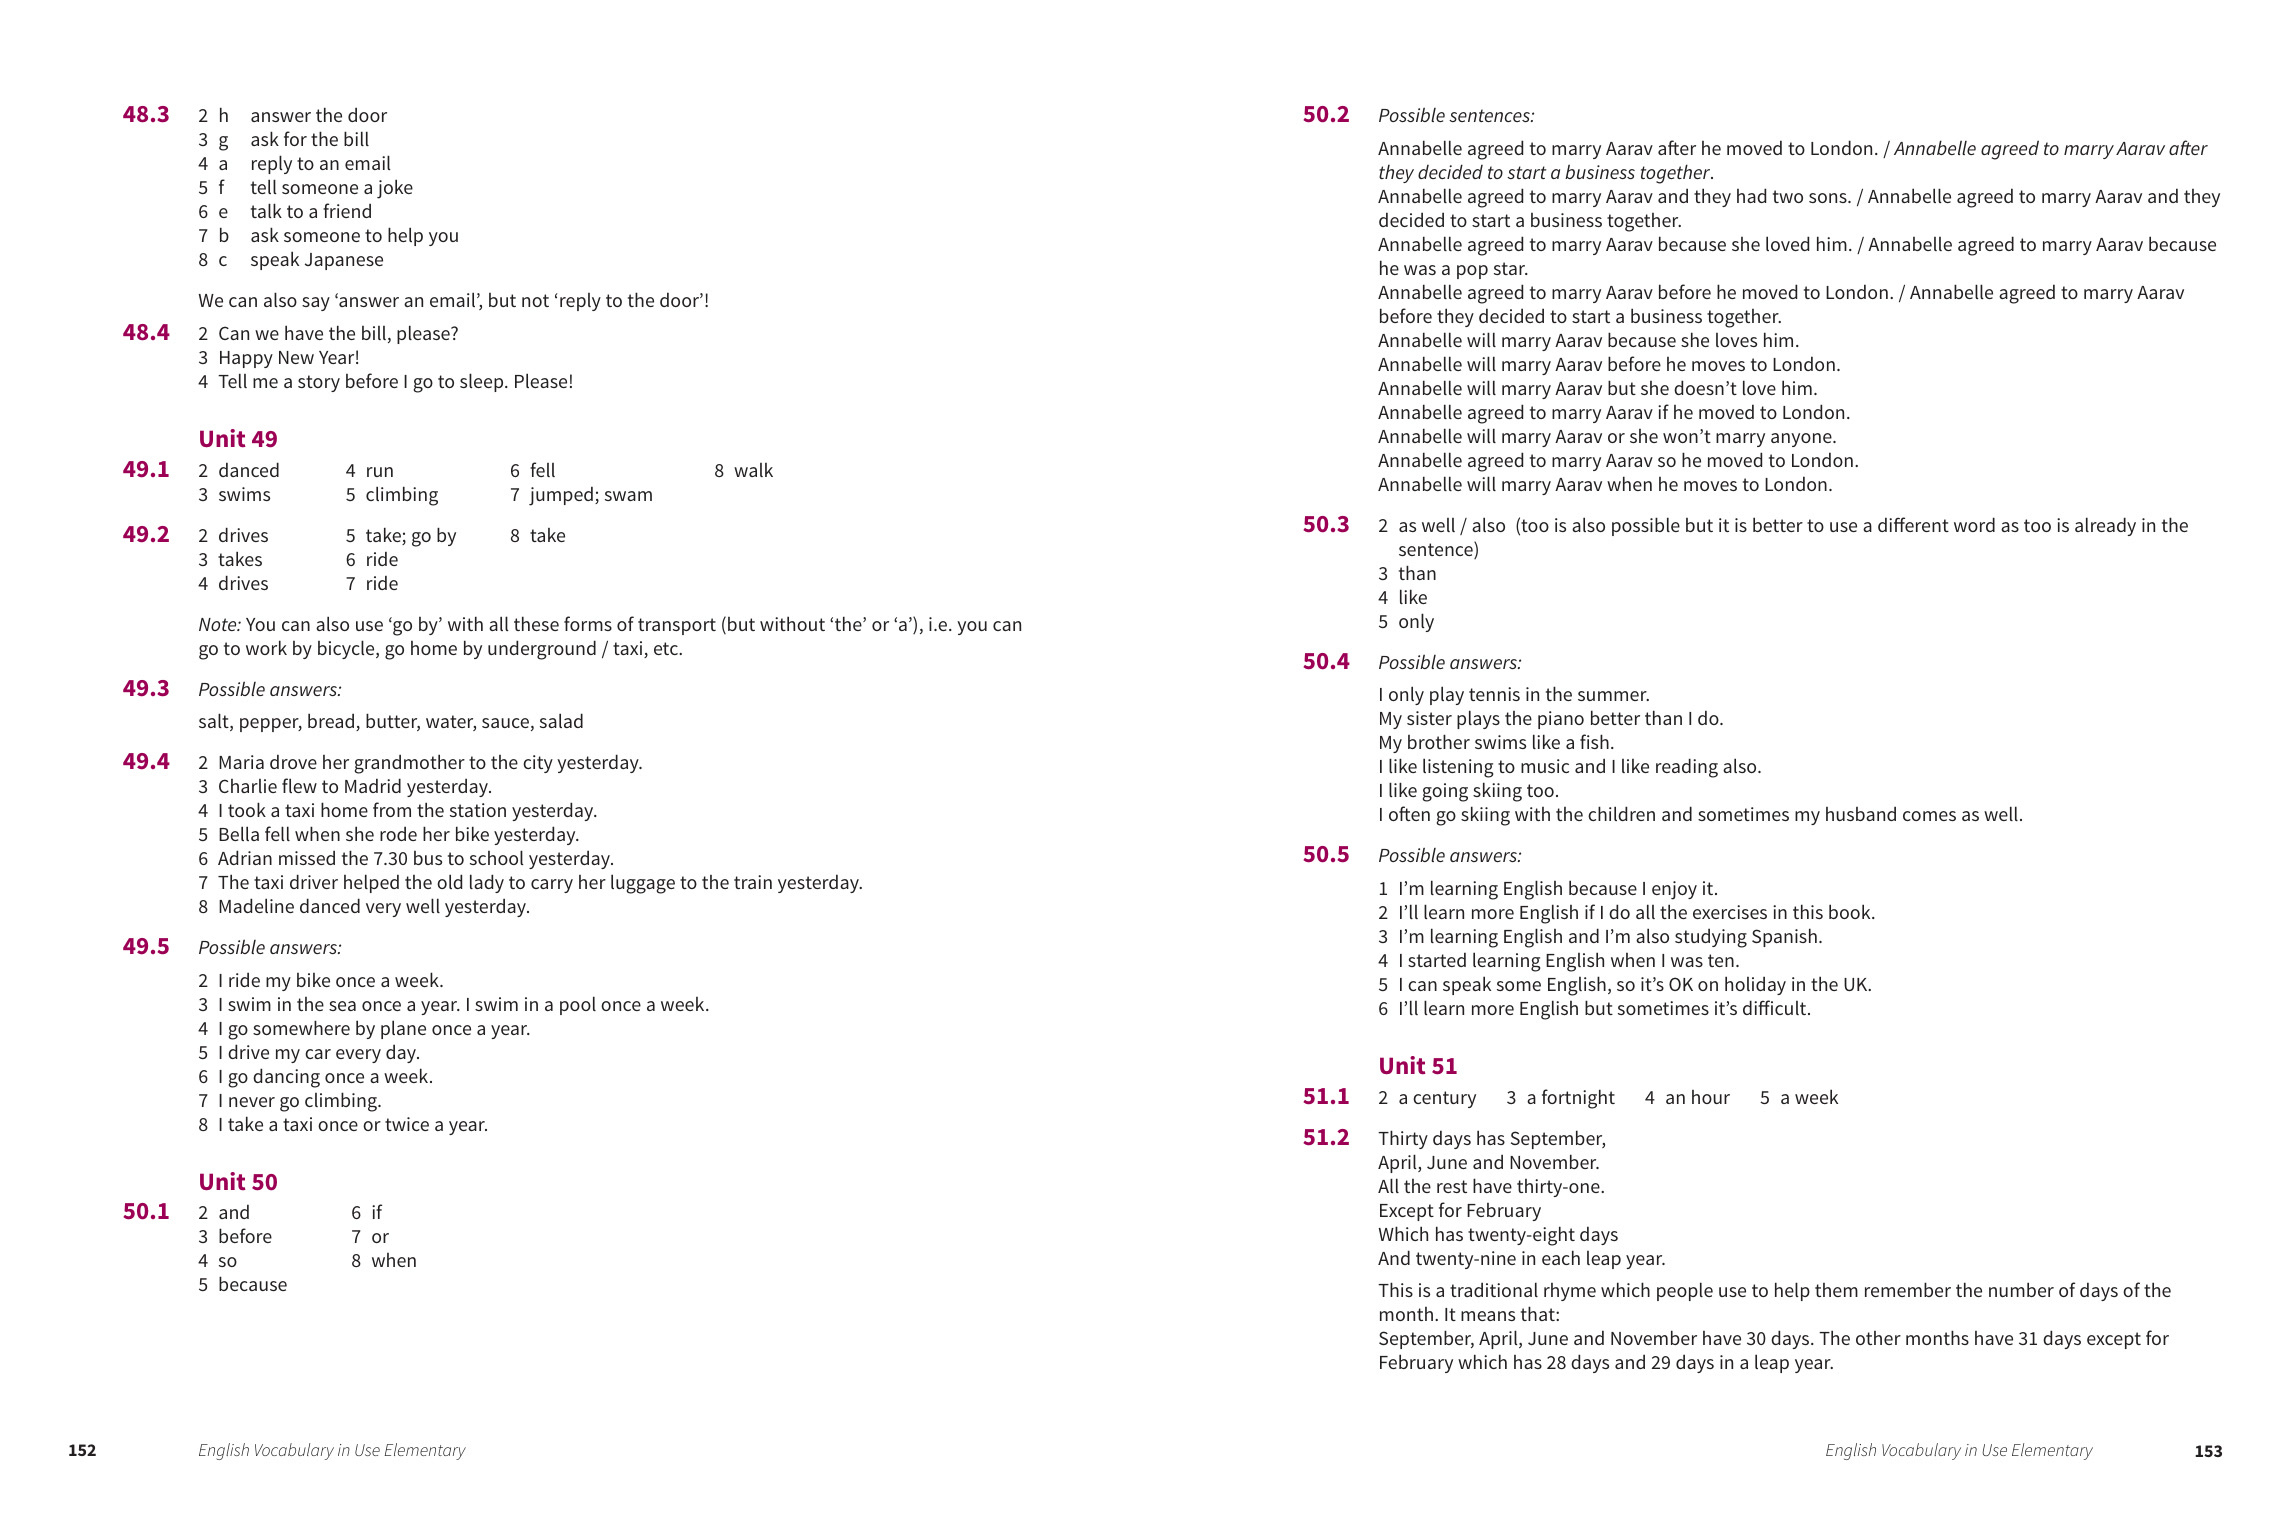 48.3 2 h answer the door
3 g ask for the bill
4 a reply to an email
5 f tell someone a joke
6 e talk to a friend
7 b ask someone to help you
8 c speak Japanese
We can also say ‘answer an email’, but not ‘reply to the door’!
48.4 2 Can we have the bill, please?
3 Happy New Year!
4 Tell me a story before I go to sleep. Please!
Unit 49
49.1 2 danced 4 run 6 fell 8 walk
3 swims 5 climbing 7 jumped; swam
49.2 2 drives 5 take; go by 8 take
3 takes 6 ride
4 drives 7 ride
Note: You can also use ‘go by’ with all these forms of transport (but without ‘the’ or ‘a’), i.e. you can
go to work by bicycle, go home by underground / taxi, etc.
49.3 Possible answers:
salt, pepper, bread, butter, water, sauce, salad
49.4 2 Maria drove her grandmother to the city yesterday.
3 Charlie flew to Madrid yesterday.
4 I took a taxi home from the station yesterday.
5 Bella fell when she rode her bike yesterday.
6 Adrian missed the 7.30 bus to school yesterday.
7 The taxi driver helped the old lady to carry her luggage to the train yesterday.
8 Madeline danced very well yesterday.
49.5 Possible answers:
2 I ride my bike once a week.
3 I swim in the sea once a year. I swim in a pool once a week.
4 I go somewhere by plane once a year.
5 I drive my car every day.
6 I go dancing once a week.
7 I never go climbing.
8 I take a taxi once or twice a year.
Unit 50
50.1 2 and 6 if
3 before 7 or
4 so 8 when
5 because
152 English Vocabulary in Use Elementary
50.2 Possible sentences:
Annabelle agreed to marry Aarav after he moved to London. / Annabelle agreed to marry Aarav after
they decided to start a business together.
Annabelle agreed to marry Aarav and they had two sons. / Annabelle agreed to marry Aarav and they
decided to start a business together.
Annabelle agreed to marry Aarav because she loved him. / Annabelle agreed to marry Aarav because
he was a pop star.
Annabelle agreed to marry Aarav before he moved to London. / Annabelle agreed to marry Aarav
before they decided to start a business together.
Annabelle will marry Aarav because she loves him.
Annabelle will marry Aarav before he moves to London.
Annabelle will marry Aarav but she doesn’t love him.
Annabelle agreed to marry Aarav if he moved to London.
Annabelle will marry Aarav or she won’t marry anyone.
Annabelle agreed to marry Aarav so he moved to London.
Annabelle will marry Aarav when he moves to London.
50.3 2 as well / also (too is also possible but it is better to use a different word as too is already in the
sentence)
3 than
4 like
5 only
50.4 Possible answers:
I only play tennis in the summer.
My sister plays the piano better than I do.
My brother swims like a fish.
I like listening to music and I like reading also.
I like going skiing too.
I often go skiing with the children and sometimes my husband comes as well.
50.5 Possible answers:
1 I’m learning English because I enjoy it.
2 I’ll learn more English if I do all the exercises in this book.
3 I’m learning English and I’m also studying Spanish.
4 I started learning English when I was ten.
5 I can speak some English, so it’s OK on holiday in the UK.
6 I’ll learn more English but sometimes it’s difficult.
Unit 51
51.1 2 a century 3 a fortnight 4 an hour 5 a week
51.2 Thirty days has September,
April, June and November.
All the rest have thirty-one.
Except for February
Which has twenty-eight days
And twenty-nine in each leap year.
This is a traditional rhyme which people use to help them remember the number of days of the
month. It means that:
September, April, June and November have 30 days. The other months have 31 days except for
February which has 28 days and 29 days in a leap year.
English Vocabulary in Use Elementary 153